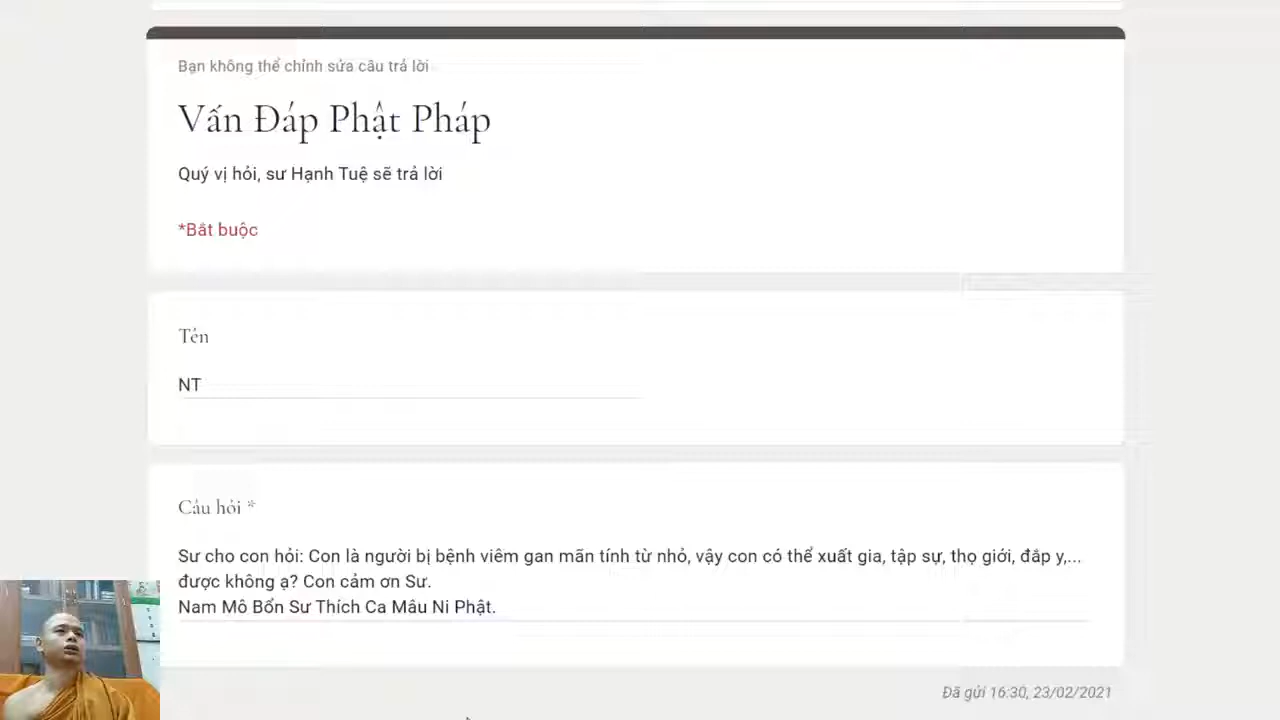 Bạn không thể chỉnh sửa câu trả lời
Vấn Đáp Phật Pháp
Quý vị hỏi, sư Hạnh Tuệ sẽ trả lời
*Bắt buộc
Tên
NT
Câu hỏi *
Sư cho con hỏi: Con là người bị bệnh viêm gan mãn tính từ nhỏ, vậy con có thể xuất gia, tập sự, thọ giới, đắp y,...
được không ạ? Con cảm ơn Sư.
Nam Mô Bổn Sư Thích Ca Mâu Ni Phật.
Đã gửi 16:30, 23/02/2021